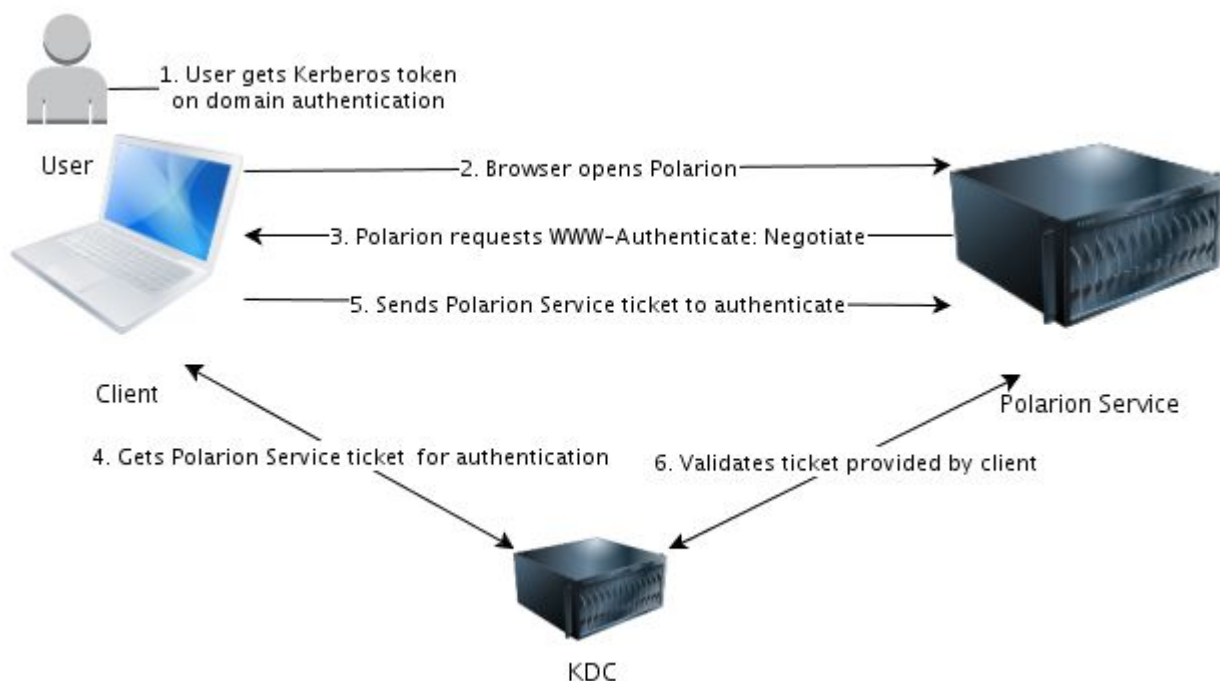 1. User gets Kerberos token
on domain authentication
User
2. Browser opens Polarion
3. Polarion requests WWW-Authenticate: Negotiate
5. Sends Polarion Service ticket to authenticate
Client
Polarion Service
4. Gets Polarion Service ticket for authentication
6. Validates ticket provided by client
KDC